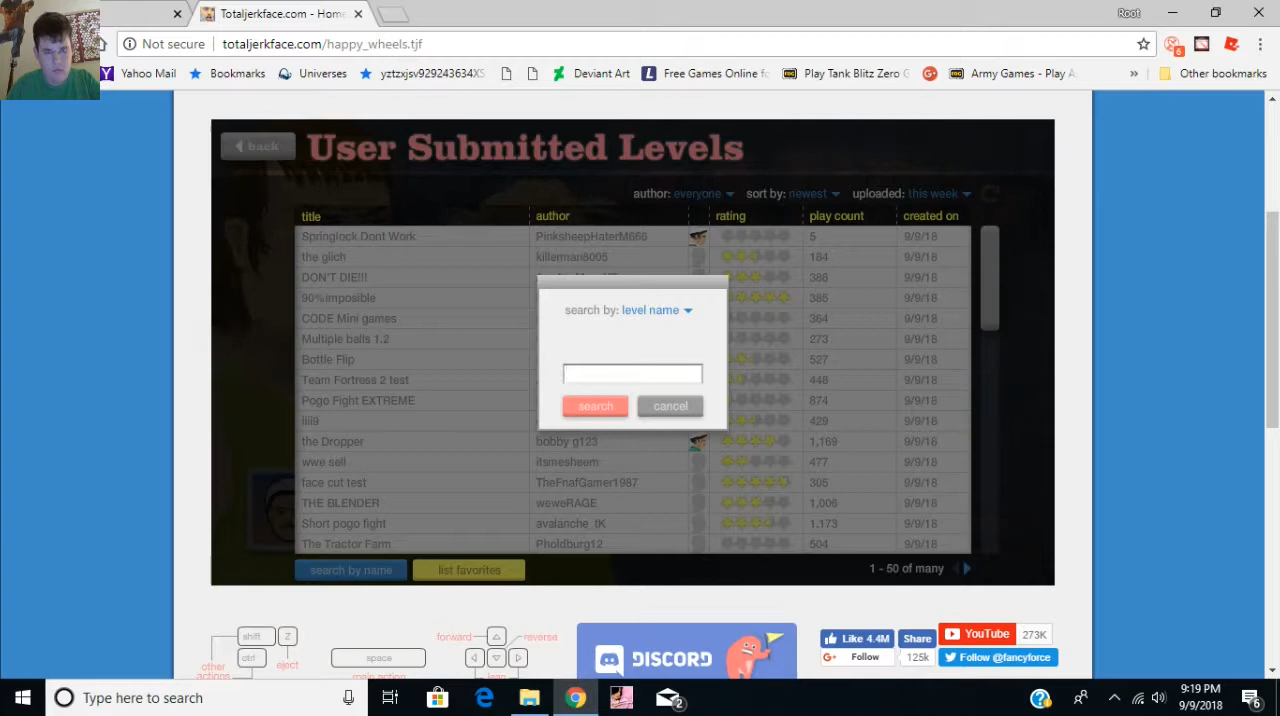 Totaljerkface.com - Hom
Root
Not secure
totaljerkface.com/happy_wheels.tjf
6
Yahoo Mail
Bookmarks
Universes
yztzxjsv929243634XS
Deviant Art
Free Games Online fo
Play Tank Blitz Zero G
Army Games - Play A
Other bookmarks
back
User Submitted Levels
author: everyone sort by: newest uploaded: this week
title author rating play count created on
Springlock.Dont Work PinksheepHaterM666 5 9/9/18
the glich killerman8005 184 9/9/18
DON'T DIE!!! 388 9/9/18
90% imposible 385 9/9/18
CODE Mini games 364 9/9/18
Multiple balls 1.2 273 9/9/18
Bottle Flip 527 9/9/18
Team Fortress 2 test 448 9/9/18
Pogo Fight EXTREME 874 9/9/18
429 9/9/18
the Dropper bobby g123 1,169 9/9/18
wwe sell itsmesheem 477 9/9/18
face cut test TheFnafGamer1987 305 9/9/18
THE BLENDER weweRAGE 1,006 9/9/18
Short pogo fight avalanche_tK 1,173 9/9/18
The Tractor Farm Pholdburg12 504 9/9/18
search by: level name
search cancel
search by name list favorites
1 - 50 of many
shift Z
ctrl eject
other
actions
space
main action
forward reverse
lean
DISCORD
Like 4.4M Share YouTube 273K
G+ Follow 125k Follow @fancyforce
Type here to search
2
9:19 PM
9/9/2018
6